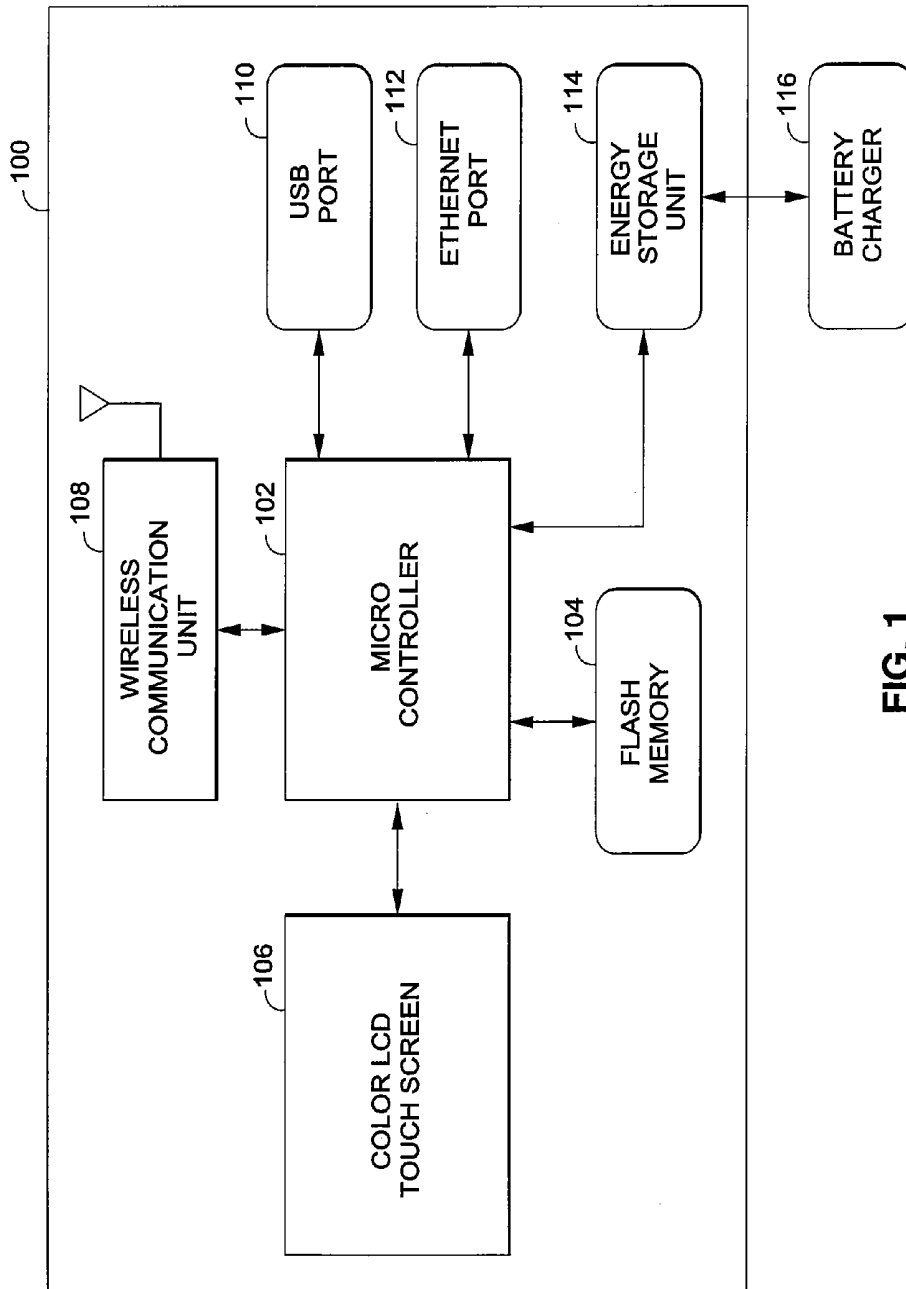 100
108
WIRELESS
COMMUNICATION
UNIT
110
USB
PORT
106
COLOR LCD
TOUCH SCREEN
102
MICRO
CONTROLLER
112
ETHERNET
PORT
104
FLASH
MEMORY
114
ENERGY
STORAGE
UNIT
116
BATTERY
CHARGER
FIG. 1